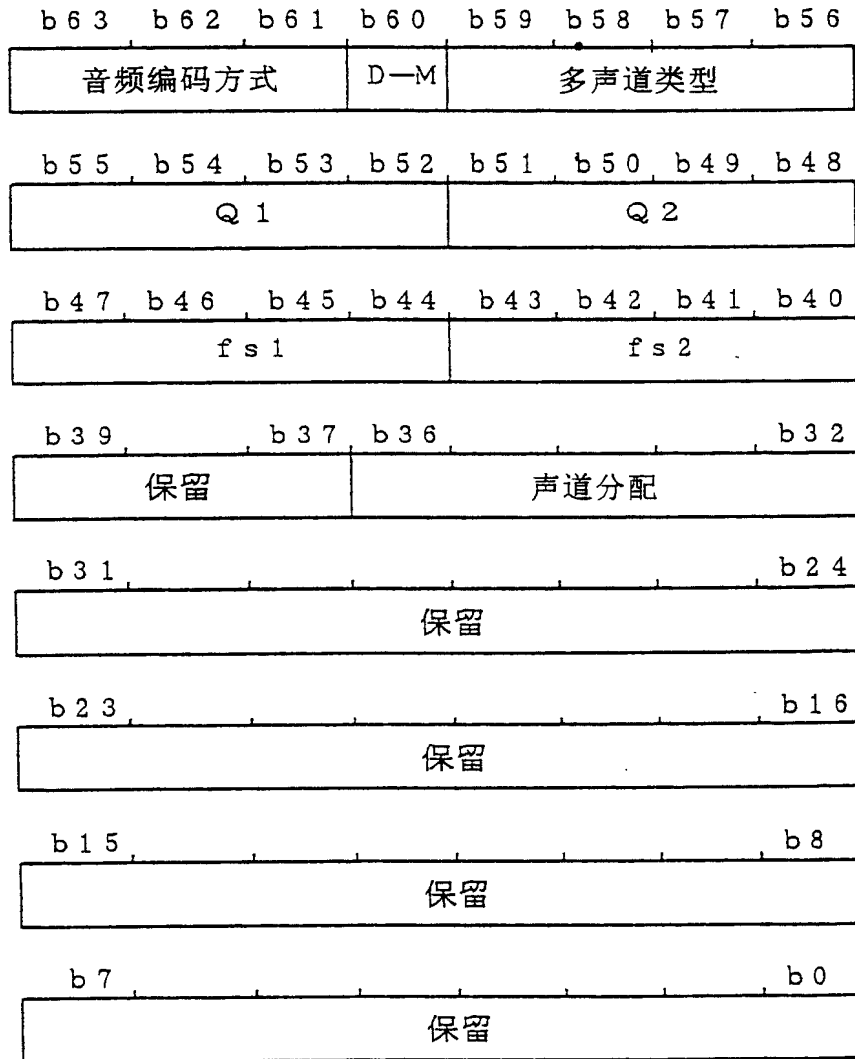 b63 b62 b61 b60 b59 b58 b57 b56
音频编码方式 D—M 多声道类型
b55 b54 b53 b52 b51 b50 b49 b48
Q1 Q2
b47 b46 b45 b44 b43 b42 b41 b40
fs1 fs2
b39 b37 b36 b32
保留 声道分配
b31 b24
保留
b23 b16
保留
b15 b8
保留
b7 b0
保留